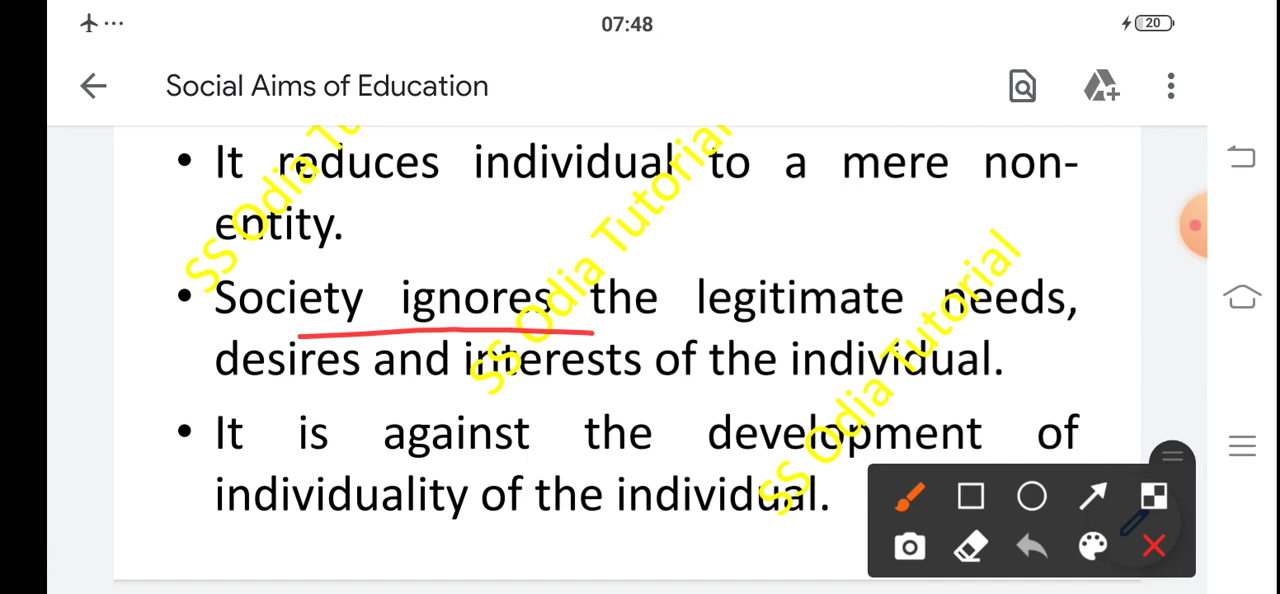 07:48
20
Social Aims of Education
• It reduces individual to a mere non-
entity.
• Society ignores the legitimate needs,
desires and interests of the individual.
• It is against the development of
individuality of the individual.
SS Odia Tu
SS Odia Tutorial
SS Odia Tutorial